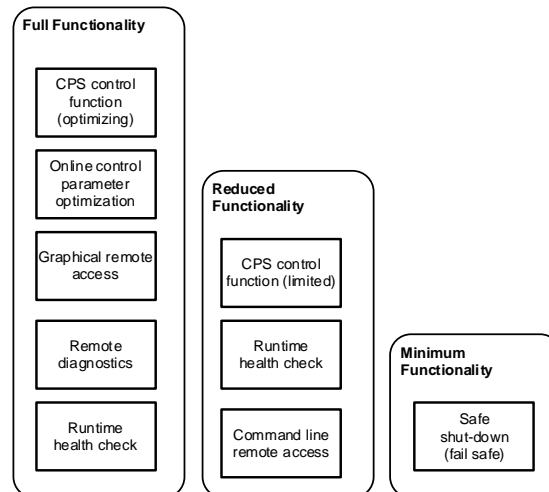 Full Functionality
CPS control
function
(optimizing)
Online control
parameter
optimization
Graphical remote
access
Remote
diagnostics
Runtime
health check
Reduced
Functionality
CPS control
function (limited)
Runtime
health check
Command line
remote access
Minimum
Functionality
Safe
shut-down
(fail safe)